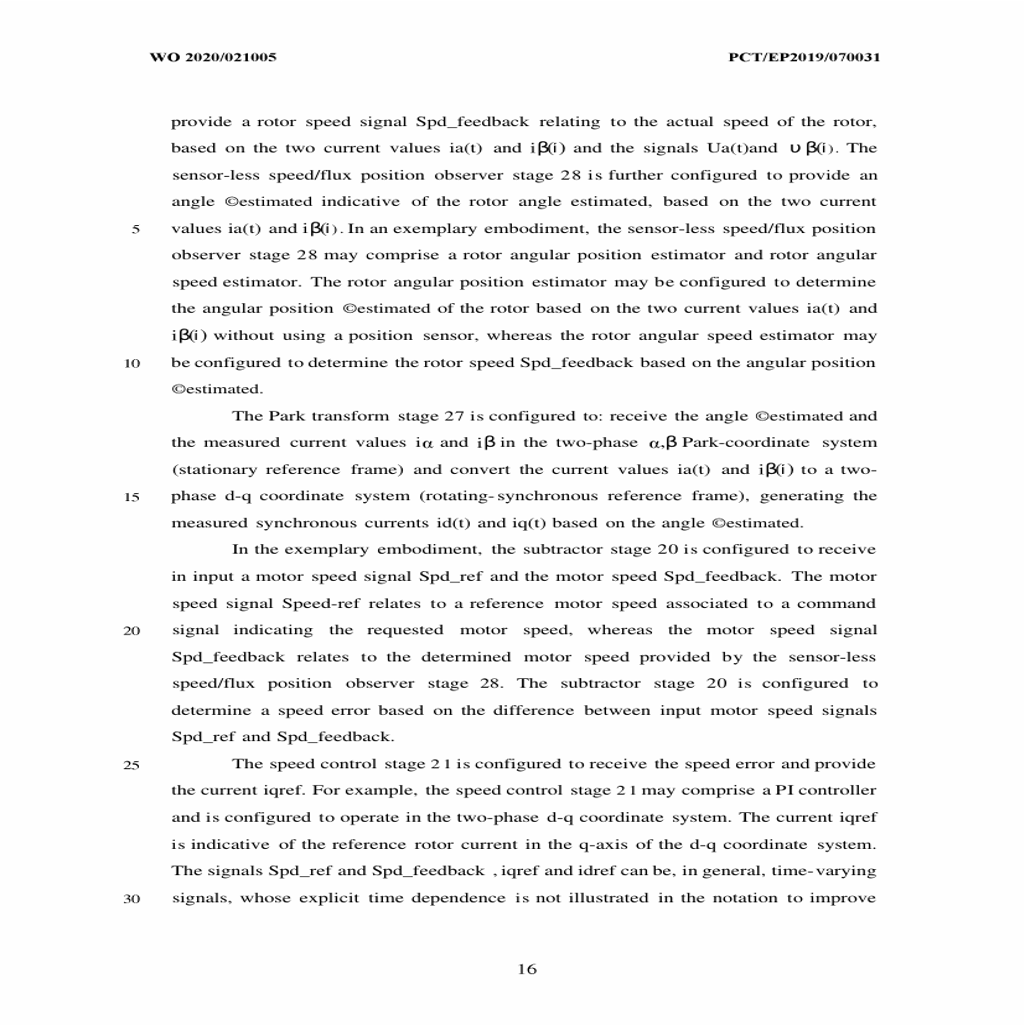 WO 2020/021005 PCT/EP2019/070031
provide a rotor speed signal Spd_feedback relating to the actual speed of the rotor,
based on the two current values ia(t) and iβ(i) and the signals Ua(t)and υ β(i). The
sensor-less speed/flux position observer stage 28 is further configured to provide an
angle ©estimated indicative of the rotor angle estimated, based on the two current
5 values ia(t) and iβ(i). In an exemplary embodiment, the sensor-less speed/flux position
observer stage 28 may comprise a rotor angular position estimator and rotor angular
speed estimator. The rotor angular position estimator may be configured to determine
the angular position ©estimated of the rotor based on the two current values ia(t) and
iβ(i) without using a position sensor, whereas the rotor angular speed estimator may
10 be configured to determine the rotor speed Spd_feedback based on the angular position
©estimated.
The Park transform stage 27 is configured to: receive the angle ©estimated and
the measured current values iα and iβ in the two-phase α,β Park-coordinate system
(stationary reference frame) and convert the current values ia(t) and iβ(i) to a two-
15 phase d-q coordinate system (rotating-synchronous reference frame), generating the
measured synchronous currents id(t) and iq(t) based on the angle ©estimated.
In the exemplary embodiment, the subtractor stage 20 is configured to receive
in input a motor speed signal Spd_ref and the motor speed Spd_feedback. The motor
speed signal Speed-ref relates to a reference motor speed associated to a command
20 signal indicating the requested motor speed, whereas the motor speed signal
Spd_feedback relates to the determined motor speed provided by the sensor-less
speed/flux position observer stage 28. The subtractor stage 20 is configured to
determine a speed error based on the difference between input motor speed signals
Spd_ref and Spd_feedback.
25 The speed control stage 21 is configured to receive the speed error and provide
the current iqref. For example, the speed control stage 21 may comprise a PI controller
and is configured to operate in the two-phase d-q coordinate system. The current iqref
is indicative of the reference rotor current in the q-axis of the d-q coordinate system.
The signals Spd_ref and Spd_feedback , iqref and idref can be, in general, time-varying
30 signals, whose explicit time dependence is not illustrated in the notation to improve
16